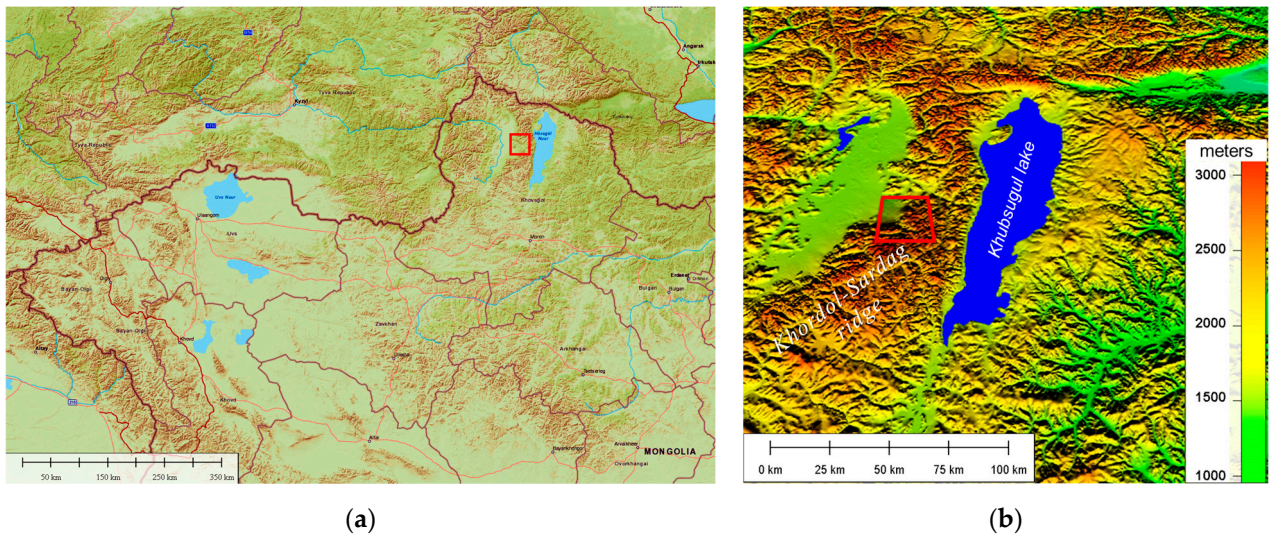 Angarsk
Irkutsk
Tyva Republic
Kyzyl
Tyva Republic
Hovsgol
Nuur
Khovsgol
Uvs Nuur
Ulaangom
Uvs
Moron
Erdenet
Bulgan
Bulgan
Olgii
Bayan-Olgii
Bayan-Olgii
Zavkhan
Khovd
Arkhangai
Tsetserleg
Altay
Khovd
Altai
Bayankhongor
Arvaikheer
MONGOLIA
Ovorkhangai
50 km
150 km
250 km
350 km
(a)
Khubsugul lake
Khordol-Sardag
ridge
meters
3000
2500
2000
1500
1000
0 km
25 km
50 km
75 km
100 km
(b)